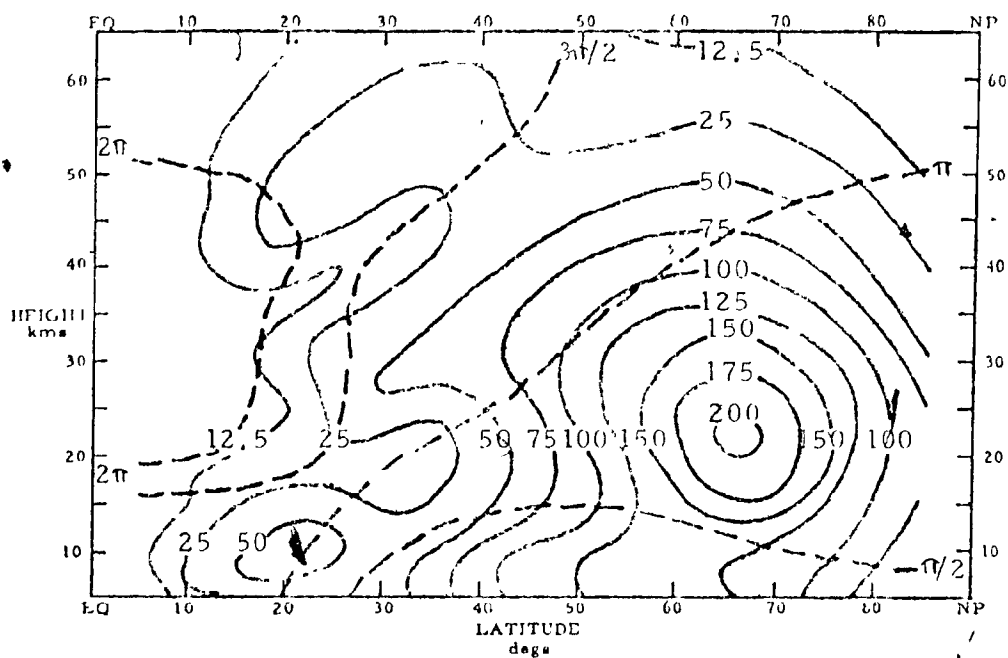 EQ 10 20 30 40 50 60 70 80 NP
3π/2 12.5
60 60
25
2π
50 50 π 50
75
40 100 40
HEIGHT
kms
125
150
30 30
175
200
12.5 25 50 75 100 150 150 100
20 20
2π
25 50
10 10
π/2
EQ 10 20 30 40 50 60 70 80 NP
LATITUDE
degs